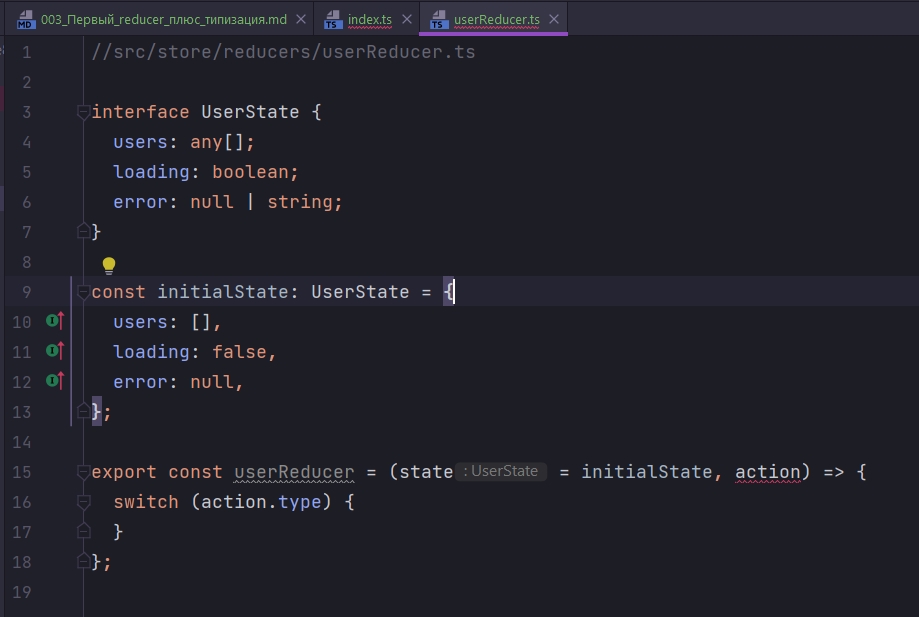 003_Первый_reducer_плюс_типизация.md
index.ts
userReducer.ts
1 //src/store/reducers/userReducer.ts
2
3 interface UserState {
4 users: any[];
5 loading: boolean;
6 error: null | string;
7 }
8
9 const initialState: UserState = {
10 users: [],
11 loading: false,
12 error: null,
13 };
14
15 export const userReducer = (state : UserState = initialState, action) => {
16 switch (action.type) {
17 }
18 };
19